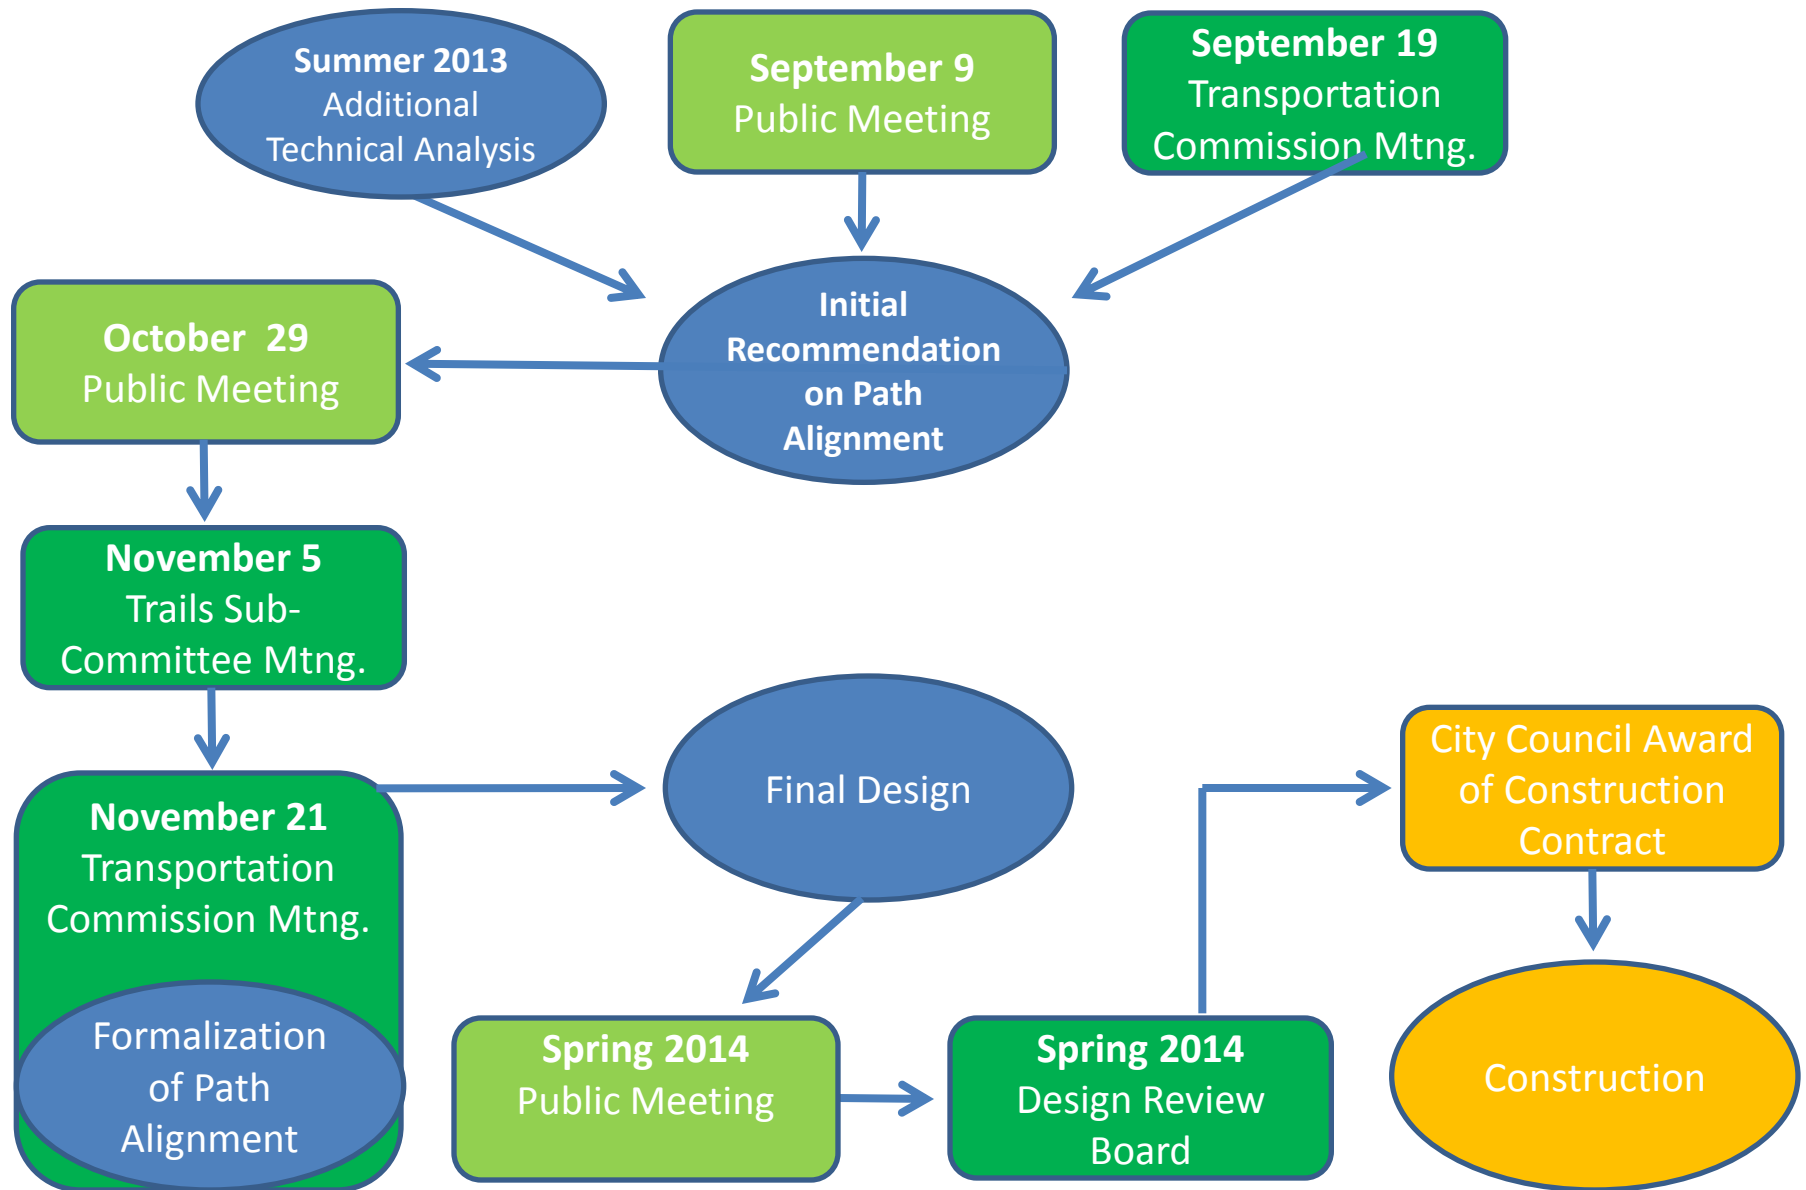 Summer 2013
Additional
Technical Analysis
September 9
Public Meeting
September 19
Transportation
Commission Mtng.
Initial
Recommendation
on Path
Alignment
October  29
Public Meeting
November 5
Trails Sub-
Committee Mtng.
November 21
Transportation
Commission Mtng.
Formalization
of Path
Alignment
Final Design
Spring 2014
Public Meeting
Spring 2014
Design Review
Board
City Council Award
of Construction
Contract
Construction